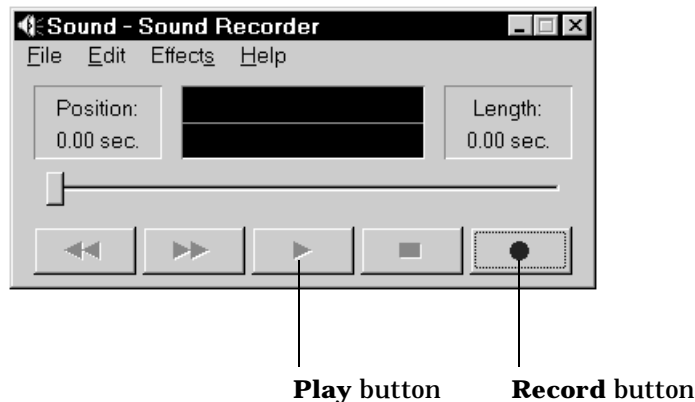 Sound - Sound Recorder
File Edit Effects Help
Position:
0.00 sec.
Length:
0.00 sec.
Play button
Record button